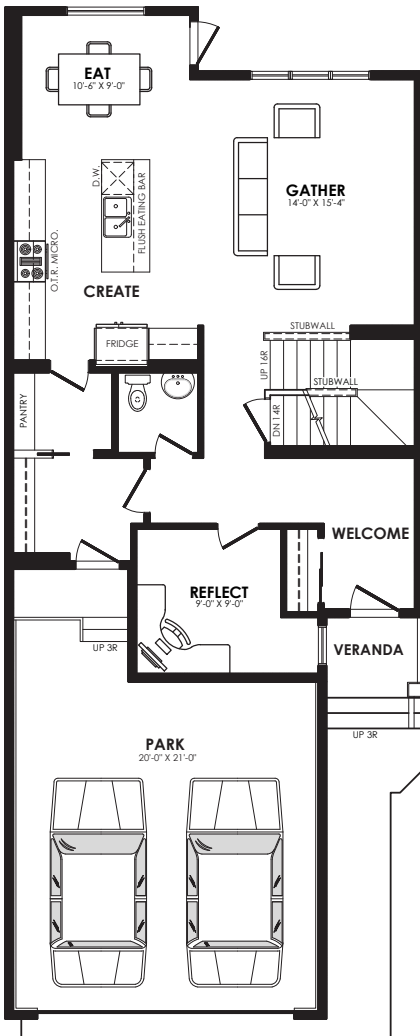 EAT
10'-6" X 9'-0"
GATHER
14'-0" X 15'-4"
D.W.
FLUSH EATING BAR
O.T.R. MICRO.
CREATE
FRIDGE
STUBWALL
UP 16R
STUBWALL
DN 14R
PANTRY
WELCOME
REFLECT
9'-0" X 9'-0"
VERANDA
UP 3R
UP 3R
PARK
20'-0" X 21'-0"